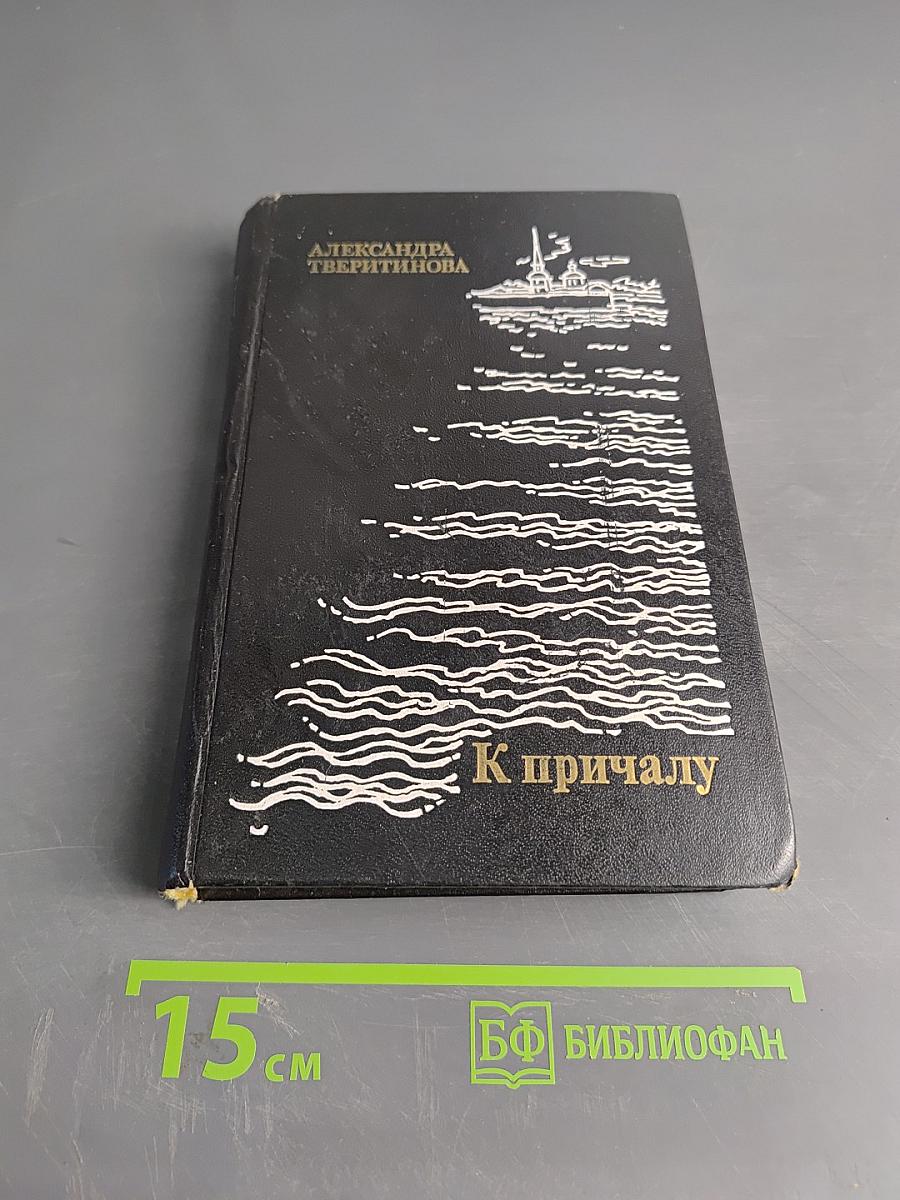 АЛЕКСАНДРА
ТВЕРИТИНОВА
К причалу
15 см
БФ БИБЛИОФАН